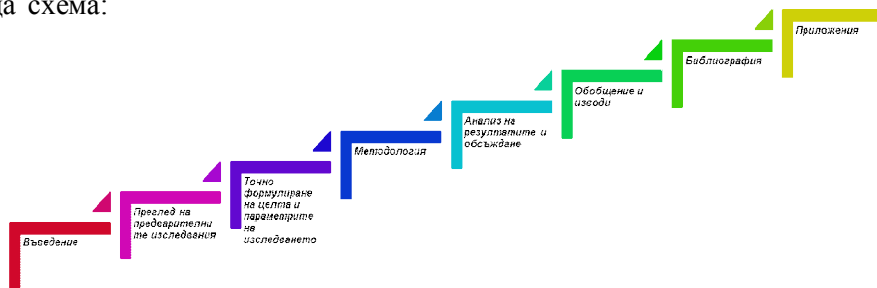 да схема:
Въведение
Преглед на
предварителни
те изследвания
Точно
формулиране
на целта и
параметрите
на
изследването
Методология
Анализ на
резултатите и
обсъждане
Обобщение и
изводи
Библиография
Приложения